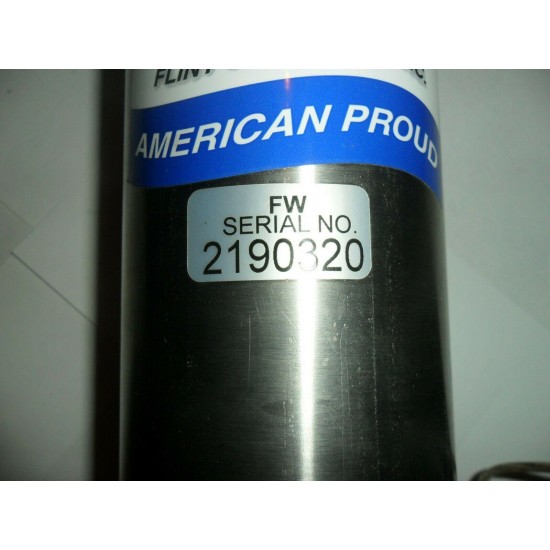 AMERICAN PROUD
FW
SERIAL NO.
2190320